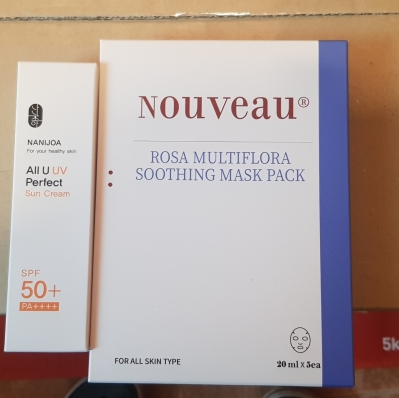 NANIJOA
For your healthy skin
All U UV
Perfect
Sun Cream
SPF
50+
PA++++
Nouveau®
ROSA MULTIFLORA
SOOTHING MASK PACK
FOR ALL SKIN TYPE
20 ml x 5ea
5k